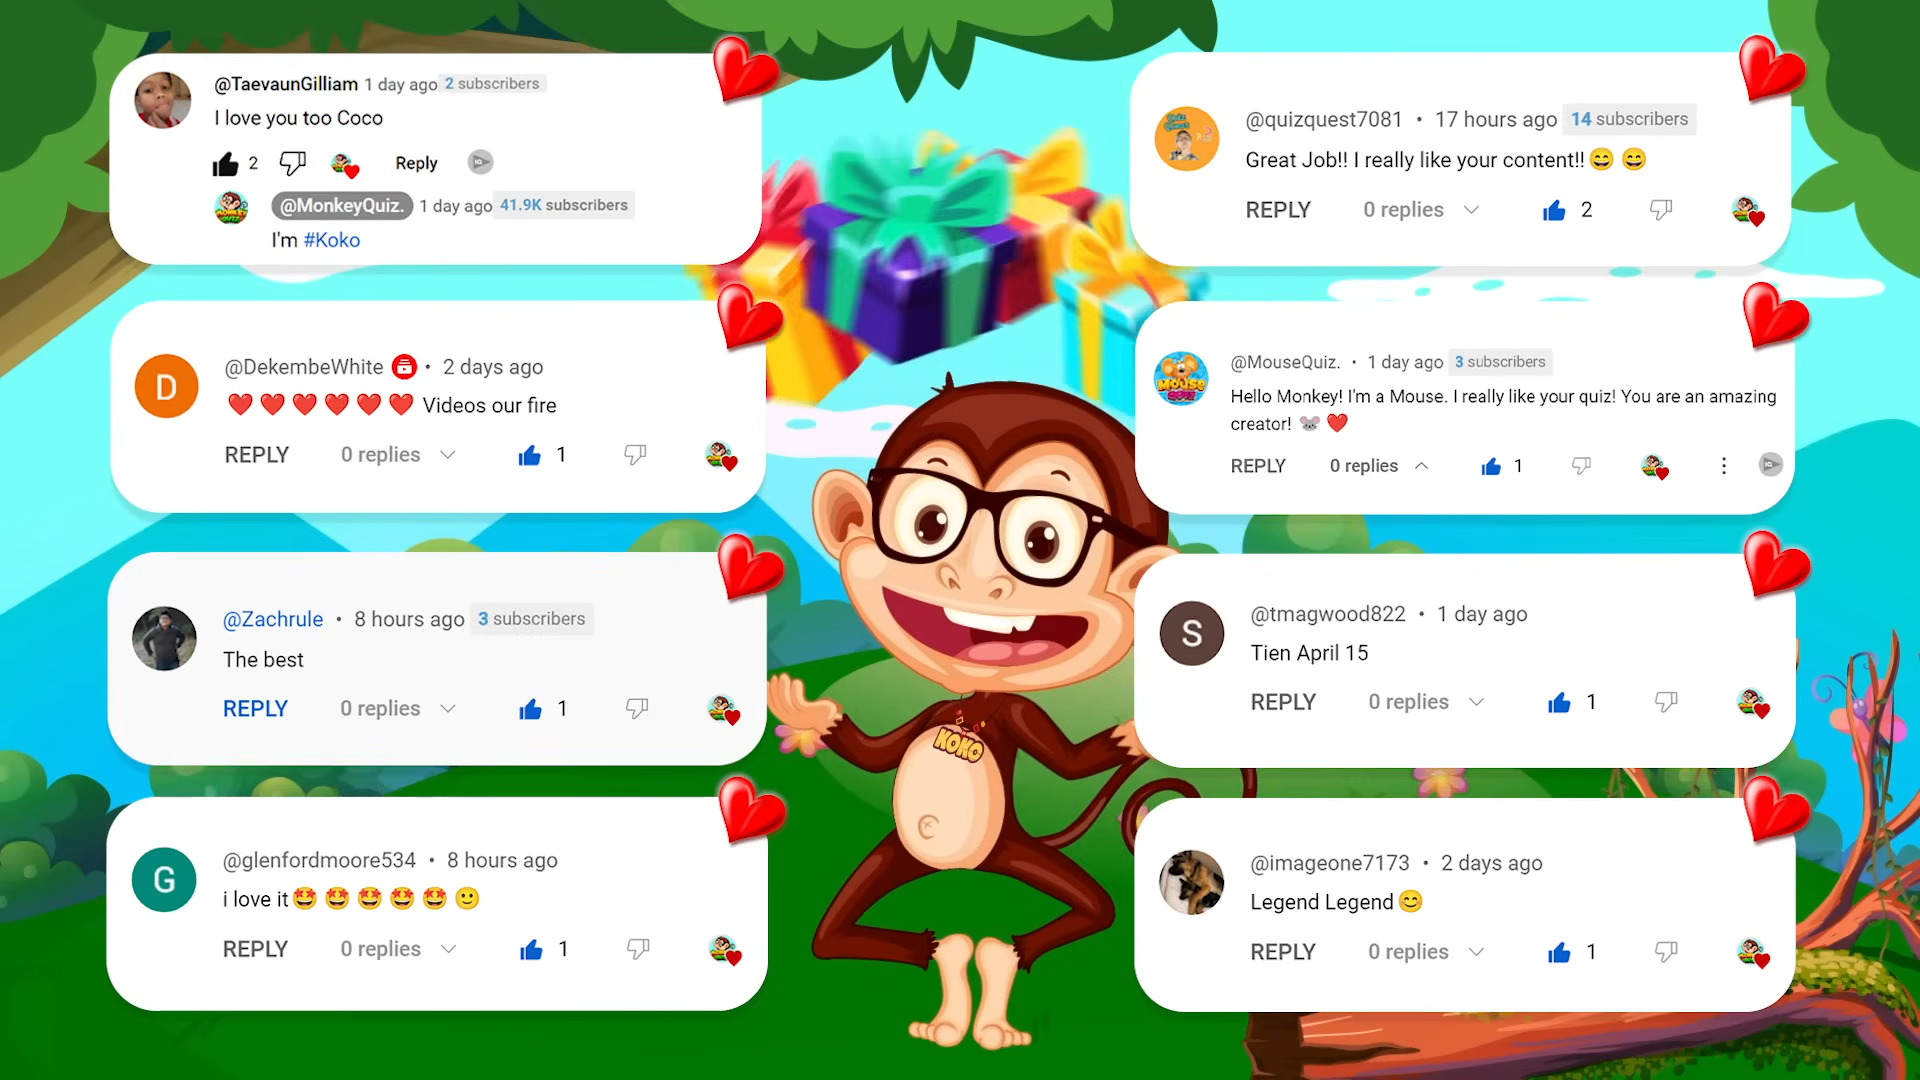 @TaevaunGilliam 1 day ago 2 subscribers
I love you too Coco
2 Reply
@MonkeyQuiz. 1 day ago 41.9K subscribers
I'm #Koko
@DekembeWhite • 2 days ago
❤️ ❤️ ❤️ ❤️ ❤️ ❤️ Videos our fire
REPLY 0 replies 1
@Zachrule • 8 hours ago 3 subscribers
The best
REPLY 0 replies 1
@glenfordmoore534 • 8 hours ago
i love it🤩 🤩 🤩 🤩 🤩 🙂
REPLY 0 replies 1
D
G
KOKO
@quizquest7081 • 17 hours ago 14 subscribers
Great Job!! I really like your content!!😄 😄
REPLY 0 replies 2
@MouseQuiz. • 1 day ago 3 subscribers
Hello Monkey! I'm a Mouse. I really like your quiz! You are an amazing
creator! 🐭 ❤️
REPLY 0 replies 1
MOUSE
QUIZ
@tmagwood822 • 1 day ago
Tien April 15
REPLY 0 replies 1
S
@imageone7173 • 2 days ago
Legend Legend😊
REPLY 0 replies 1